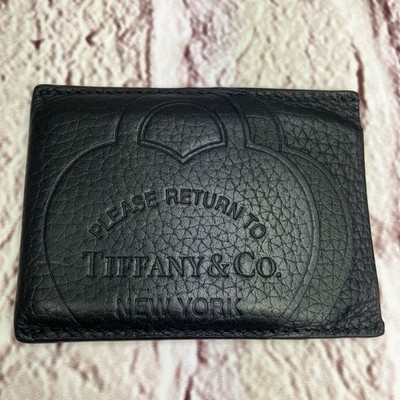 PLEASE RETURN TO
TIFFANY & CO.
NEW YORK